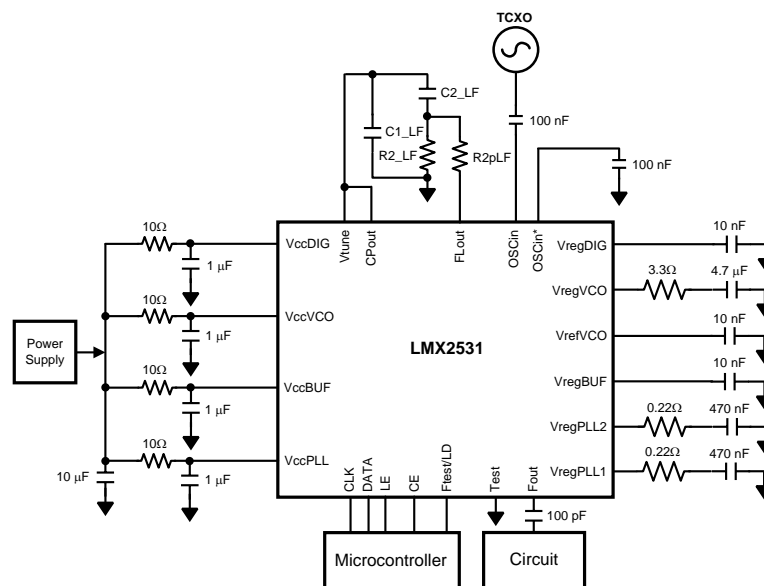 TCXO
C2_LF
100 nF
C1_LF
R2_LF
R2pLF
100 nF
10Ω
VccDIG
1 µF
Vtune
CPout
FLout
OSCin
OSCin*
VregDIG
10 nF
10Ω
VccVCO
1 µF
3.3Ω
4.7 µF
VregVCO
Power
Supply
LMX2531
VrefVCO
10 nF
10Ω
VccBUF
1 µF
VregBUF
10 nF
10Ω
VccPLL
10 µF
1 µF
0.22Ω
470 nF
VregPLL2
0.22Ω
470 nF
VregPLL1
CLK
DATA
LE
CE
Ftest/LD
Test
Fout
100 pF
Microcontroller
Circuit